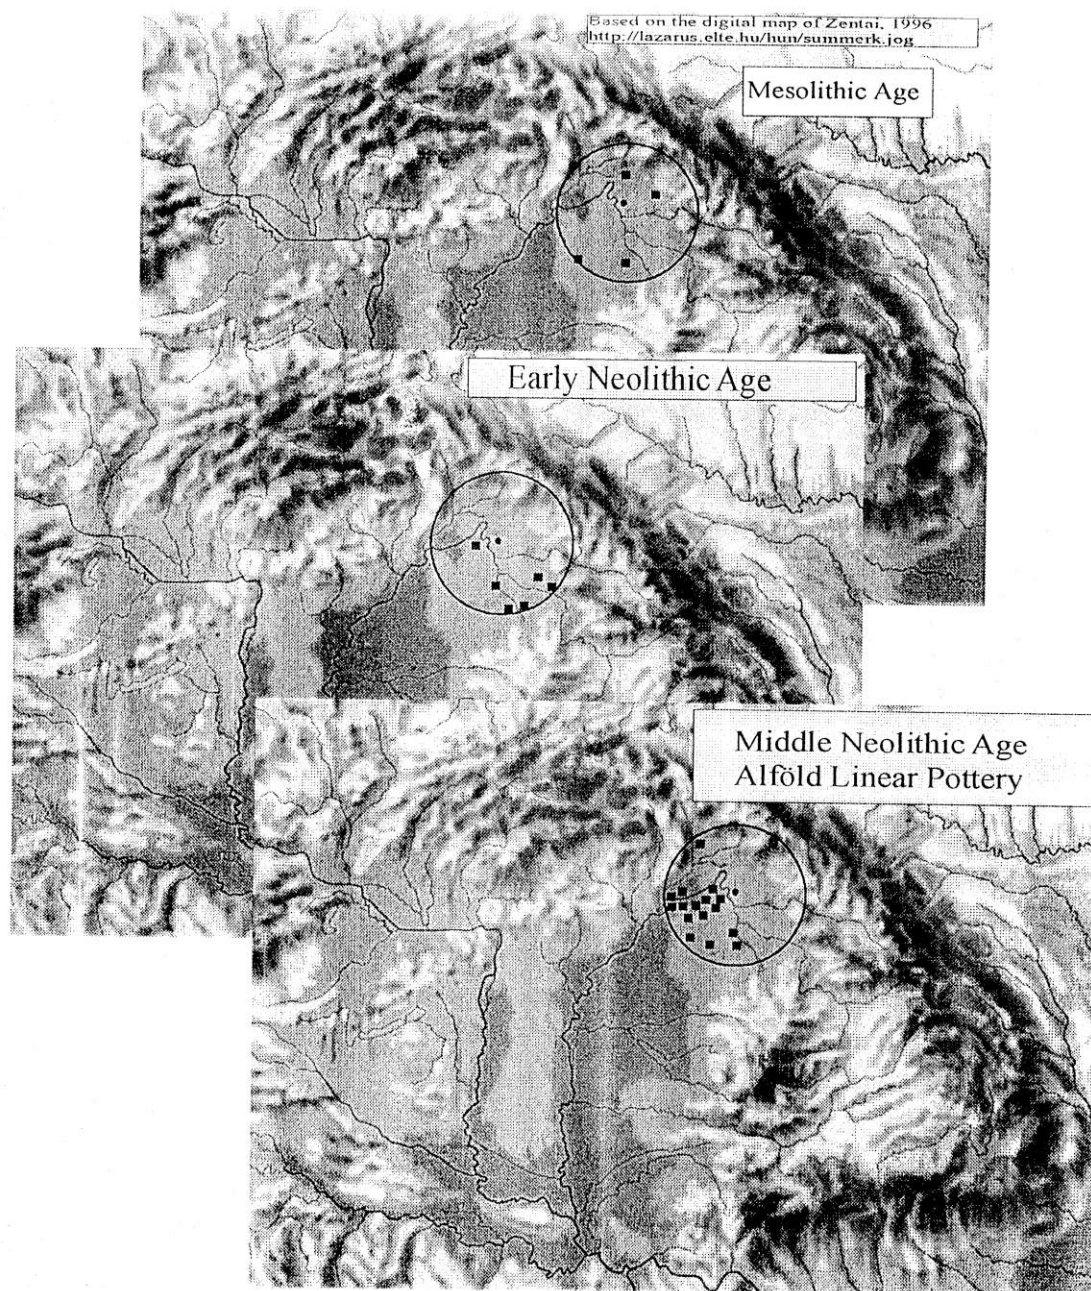 Based on the digital map of Zentai, 1996
http://lazarus.elte.hu/hun/summerk.jog
Mesolithic Age
Early Neolithic Age
Middle Neolithic Age
Alföld Linear Pottery